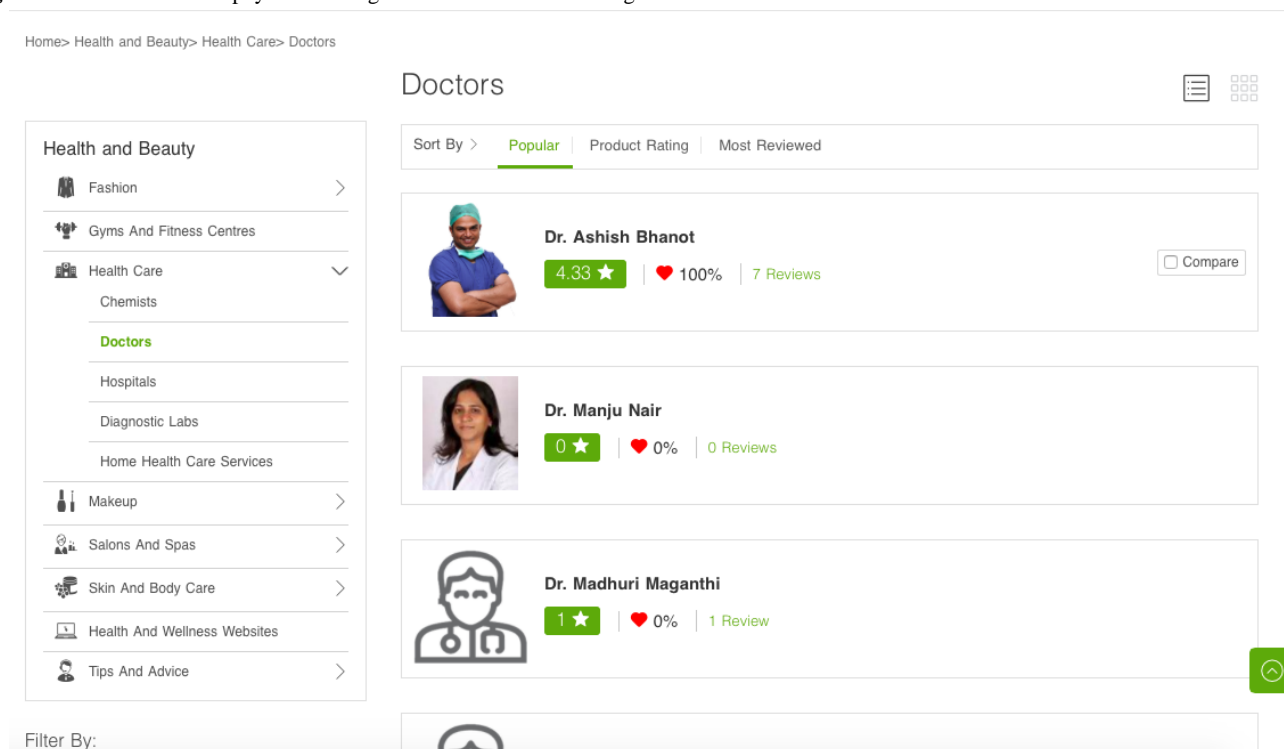 Home> Health and Beauty> Health Care> Doctors
Doctors
Health and Beauty
Fashion
Gyms And Fitness Centres
Health Care
Chemists
Doctors
Hospitals
Diagnostic Labs
Home Health Care Services
Makeup
Salons And Spas
Skin And Body Care
Health And Wellness Websites
Tips And Advice
Filter By:
Sort By > Popular Product Rating Most Reviewed
Dr. Ashish Bhanot
4.33 ★ 100% 7 Reviews
Compare
Dr. Manju Nair
0 ★ 0% 0 Reviews
Dr. Madhuri Maganthi
1 ★ 0% 1 Review